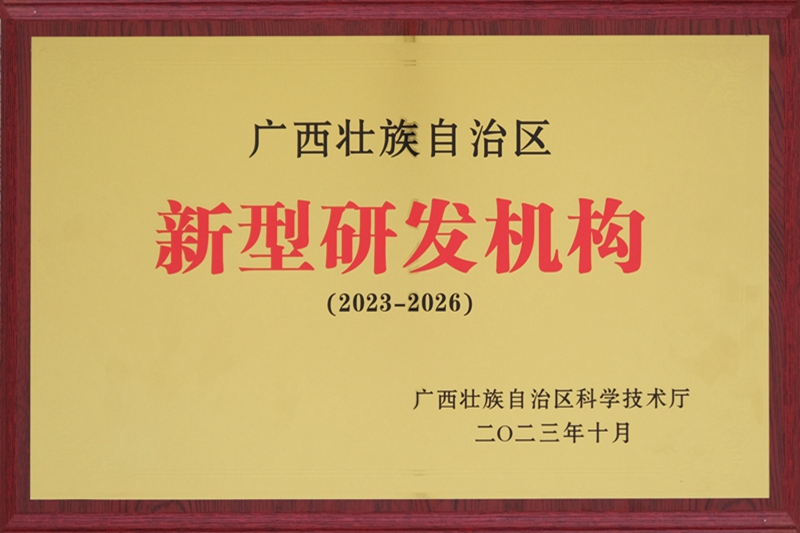 广西壮族自治区
新型研发机构
(2023-2026)
广西壮族自治区科学技术厅
二〇二三年十月